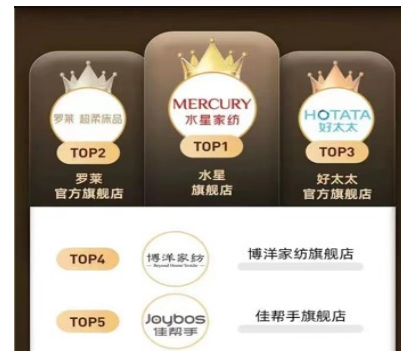 罗莱 超柔床品
TOP2
罗莱
官方旗舰店
MERCURY
水星家纺
TOP1
水星
旗舰店
HOTATA
好太太
TOP3
好太太
官方旗舰店
TOP4
博洋家纺
Beyond Home Textile
博洋家纺旗舰店
TOP5
Joybos
佳帮手
佳帮手旗舰店